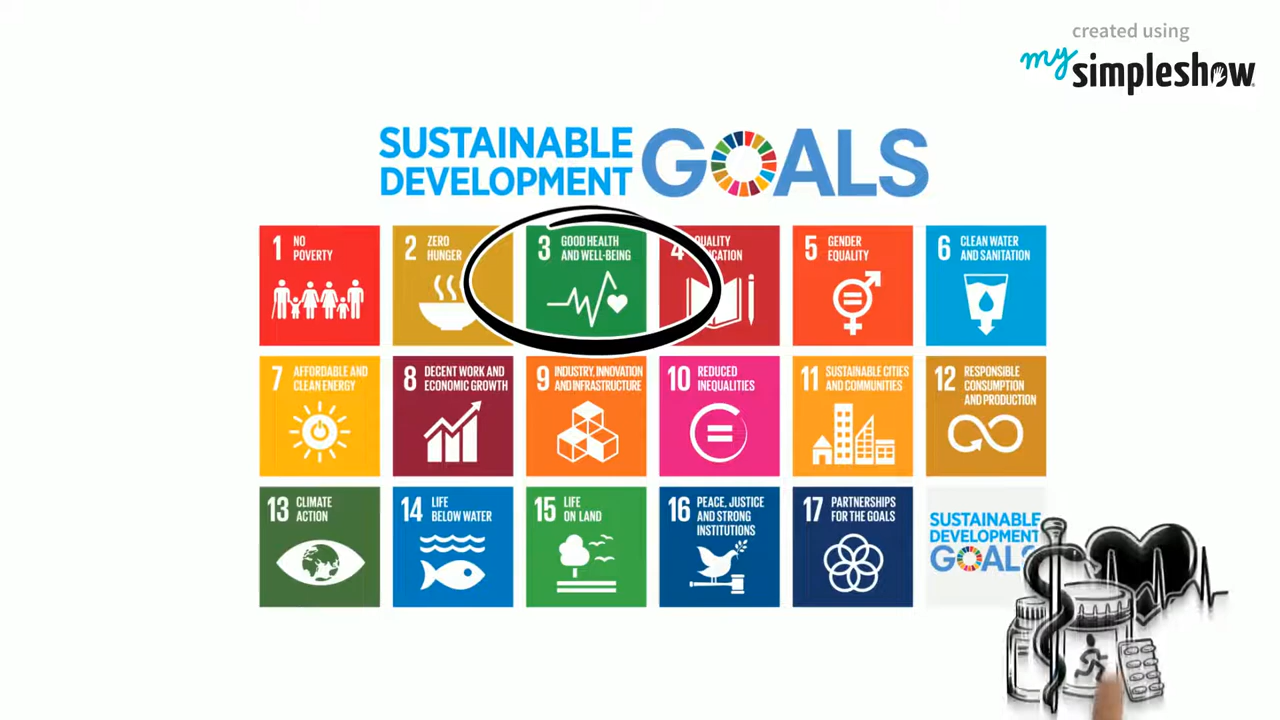 created using
my simpleshow
SUSTAINABLE
DEVELOPMENT
GOALS
1 NO
POVERTY
2 ZERO
HUNGER
3 GOOD HEALTH
AND WELL-BEING
4 QUALITY
EDUCATION
5 GENDER
EQUALITY
6 CLEAN WATER
AND SANITATION
7 AFFORDABLE AND
CLEAN ENERGY
8 DECENT WORK AND
ECONOMIC GROWTH
9 INDUSTRY, INNOVATION
AND INFRASTRUCTURE
10 REDUCED
INEQUALITIES
11 SUSTAINABLE CITIES
AND COMMUNITIES
12 RESPONSIBLE
CONSUMPTION
AND PRODUCTION
13 CLIMATE
ACTION
14 LIFE
BELOW WATER
15 LIFE
ON LAND
16 PEACE, JUSTICE
AND STRONG
INSTITUTIONS
17 PARTNERSHIPS
FOR THE GOALS
SUSTAINABLE
DEVELOPMENT
GOALS